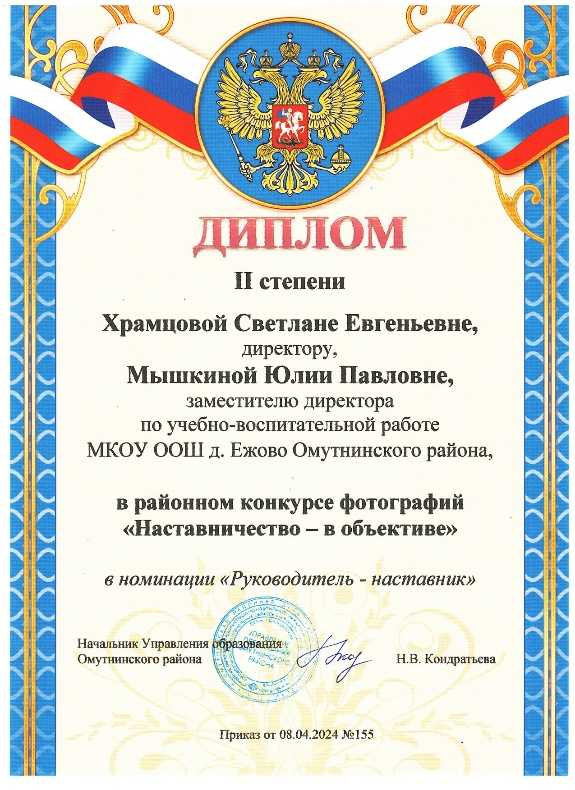 ДИПЛОМ
II степени
Храмцовой Светлане Евгеньевне,
директору,
Мышкиной Юлии Павловне,
заместителю директора
по учебно-воспитательной работе
МКОУ ООШ д. Ежово Омутнинского района,
в районном конкурсе фотографий
«Наставничество – в объективе»
в номинации «Руководитель - наставник»
Начальник Управления образования
Омутнинского района
Н.В. Кондратьева
Приказ от 08.04.2024 №155